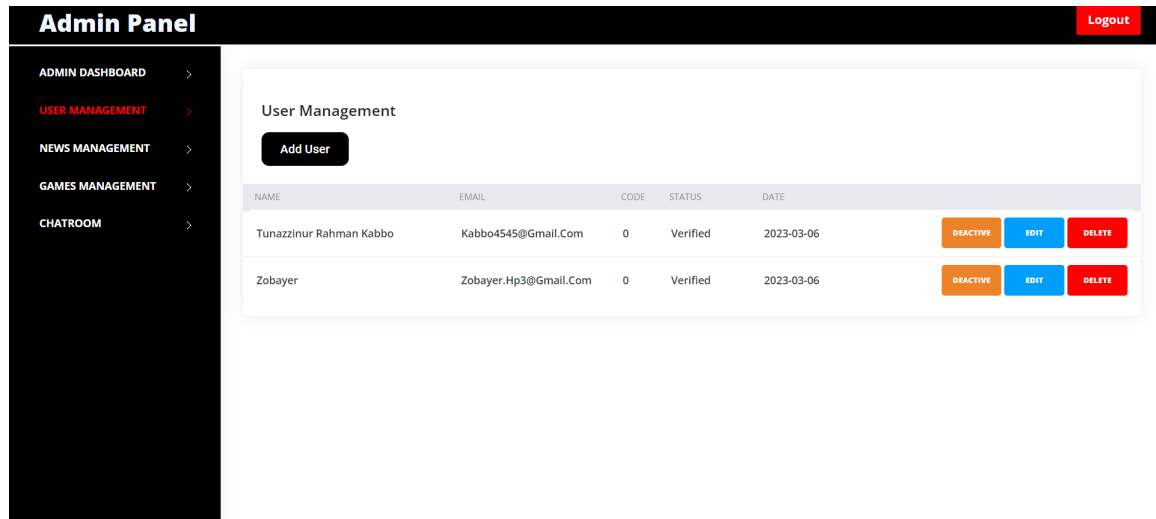 Admin Panel
Logout
ADMIN DASHBOARD
USER MANAGEMENT
NEWS MANAGEMENT
GAMES MANAGEMENT
CHATROOM
User Management
Add User
NAME EMAIL CODE STATUS DATE
Tunazzinur Rahman Kabbo Kabbo4545@Gmail.Com 0 Verified 2023-03-06 DEACTIVE EDIT DELETE
Zobayer Zobayer.Hp3@Gmail.Com 0 Verified 2023-03-06 DEACTIVE EDIT DELETE